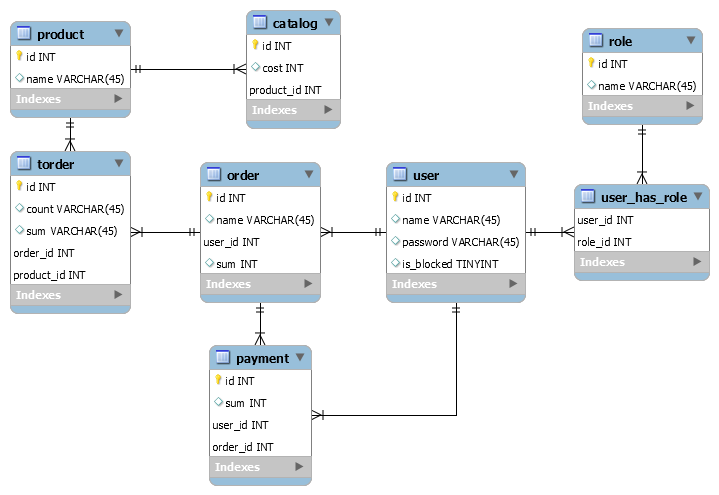 product
id INT
name VARCHAR(45)
Indexes
catalog
id INT
cost INT
product_id INT
Indexes
role
id INT
name VARCHAR(45)
Indexes
torder
id INT
count VARCHAR(45)
sum VARCHAR(45)
order_id INT
product_id INT
Indexes
order
id INT
name VARCHAR(45)
user_id INT
sum INT
Indexes
user
id INT
name VARCHAR(45)
password VARCHAR(45)
is_blocked TINYINT
Indexes
user_has_role
user_id INT
role_id INT
Indexes
payment
id INT
sum INT
user_id INT
order_id INT
Indexes